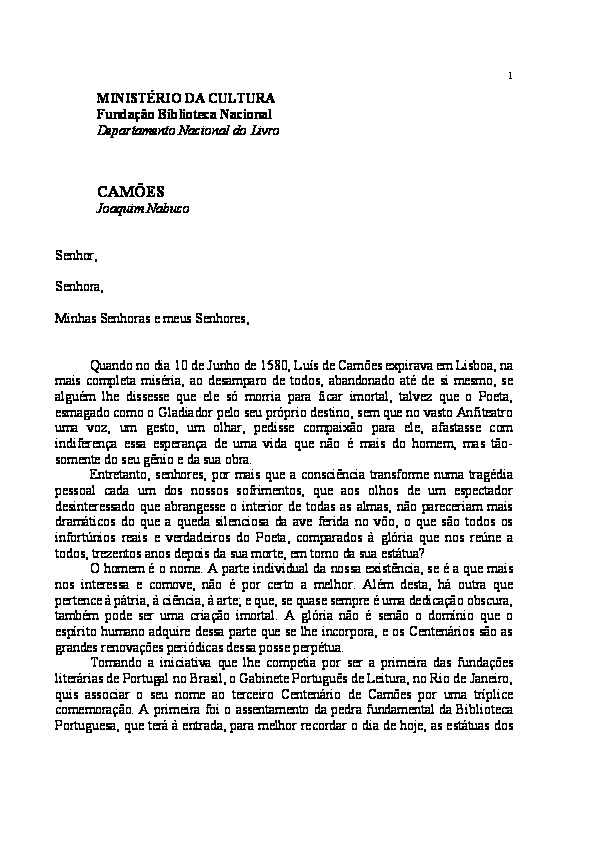 1
MINISTÉRIO DA CULTURA
Fundação Biblioteca Nacional
Departamento Nacional do Livro
CAMÕES
Joaquim Nabuco
Senhor,
Senhora,
Minhas Senhoras e meus Senhores,
Quando no dia 10 de Junho de 1580, Luís de Camões expirava em Lisboa, na
mais completa miséria, ao desamparo de todos, abandonado até de si mesmo, se
alguém lhe dissesse que ele só morria para ficar imortal, talvez que o Poeta,
esmagado como o Gladiador pelo seu próprio destino, sem que no vasto Anfiteatro
uma voz, um gesto, um olhar, pedisse compaixão para ele, afastasse com
indiferença essa esperança de uma vida que não é mais do homem, mas tão-
somente do seu gênio e da sua obra.
Entretanto, senhores, por mais que a consciência transforme numa tragédia
pessoal cada um dos nossos sofrimentos, que aos olhos de um espectador
desinteressado que abrangesse o interior de todas as almas, não pareceriam mais
dramáticos do que a queda silenciosa da ave ferida no vôo, o que são todos os
infortúnios reais e verdadeiros do Poeta, comparados à glória que nos reúne a
todos, trezentos anos depois da sua morte, em torno da sua estátua?
O homem é o nome. A parte individual da nossa existência, se é a que mais
nos interessa e comove, não é por certo a melhor. Além desta, há outra que
pertence à pátria, à ciência, à arte; e que, se quase sempre é uma dedicação obscura,
também pode ser uma criação imortal. A glória não é senão o domínio que o
espírito humano adquire dessa parte que se lhe incorpora, e os Centenários são as
grandes renovações periódicas dessa posse perpétua.
Tomando a iniciativa que lhe competia por ser a primeira das fundações
literárias de Portugal no Brasil, o Gabinete Português de Leitura, no Rio de Janeiro,
quis associar o seu nome ao terceiro Centenário de Camões por uma tríplice
comemoração. A primeira foi o assentamento da pedra fundamental da Biblioteca
Portuguesa, que terá à entrada, para melhor recordar o dia de hoje, as estátuas dos